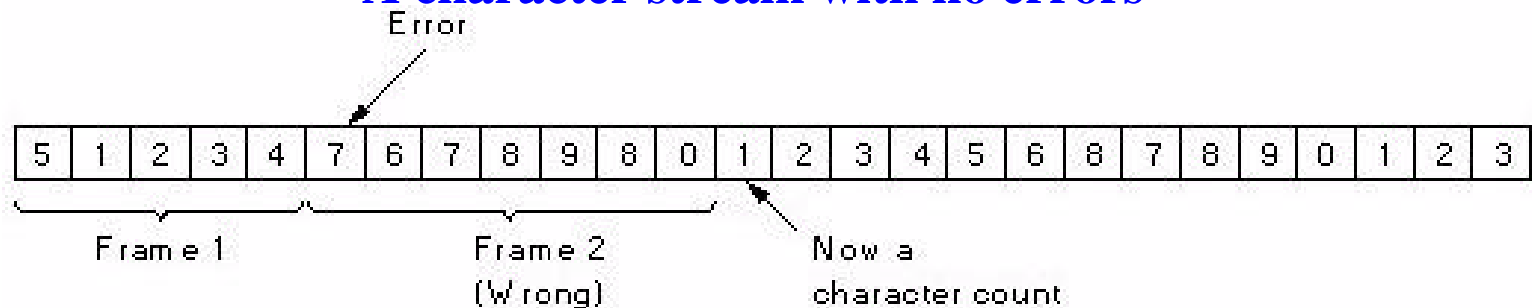 A character stream with no errors
Error
5 1 2 3 4 7 6 7 8 9 8 0 1 2 3 4 5 6 8 7 8 9 0 1 2 3
Frame 1 Frame 2 Now a
(Wrong) character count